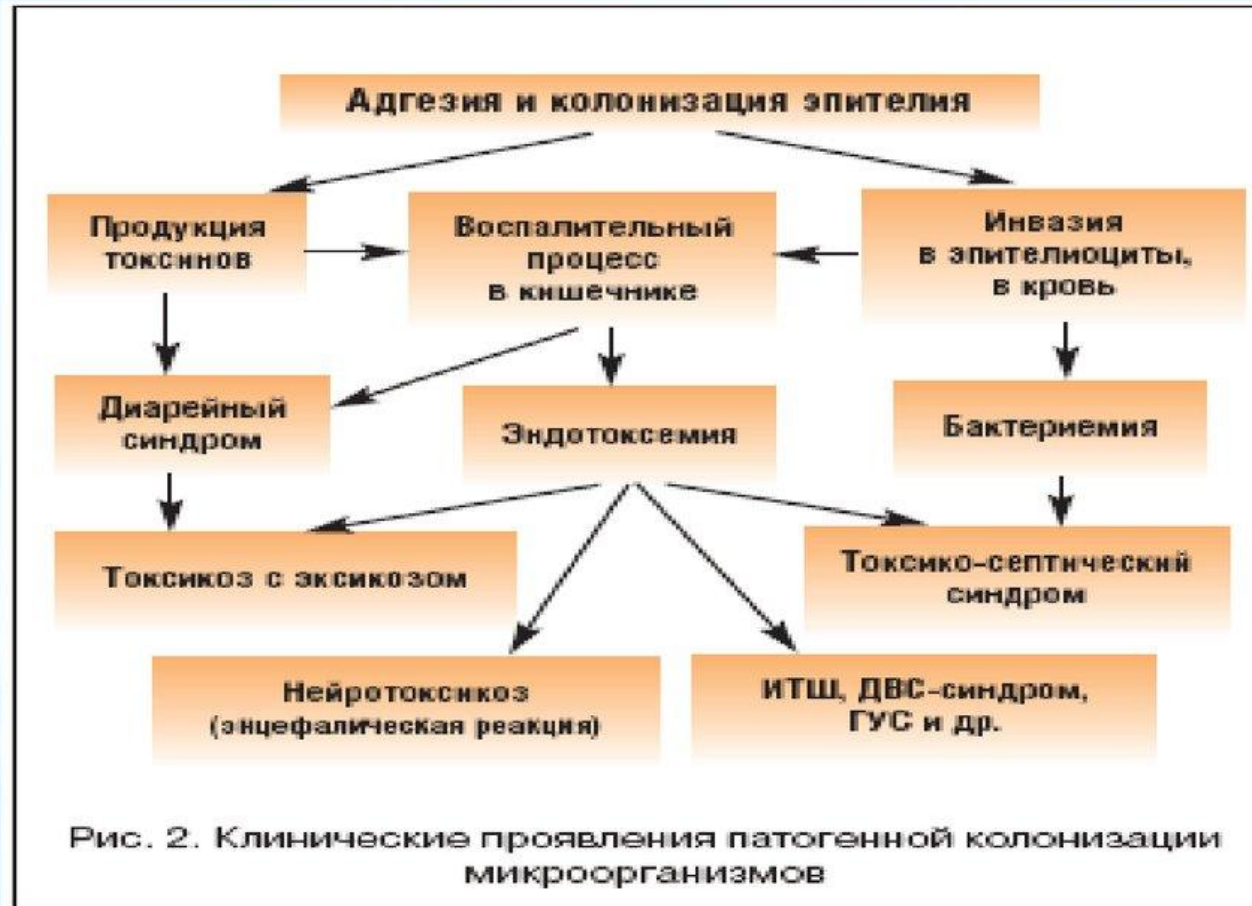 Адгезия и колонизация эпителия
Продукция
токсинов
Воспалительный
процесс
в кишечнике
Инвазия
в эпителиоциты,
в кровь
Диарейный
синдром
Эндотоксемия
Бактериемия
Токсикоз с эксикозом
Токсико-септический
синдром
Нейротоксикоз
(энцефалическая реакция)
ИТШ, ДВС-синдром,
ГУС и др.
Рис. 2. Клинические проявления патогенной колонизации
микроорганизмов